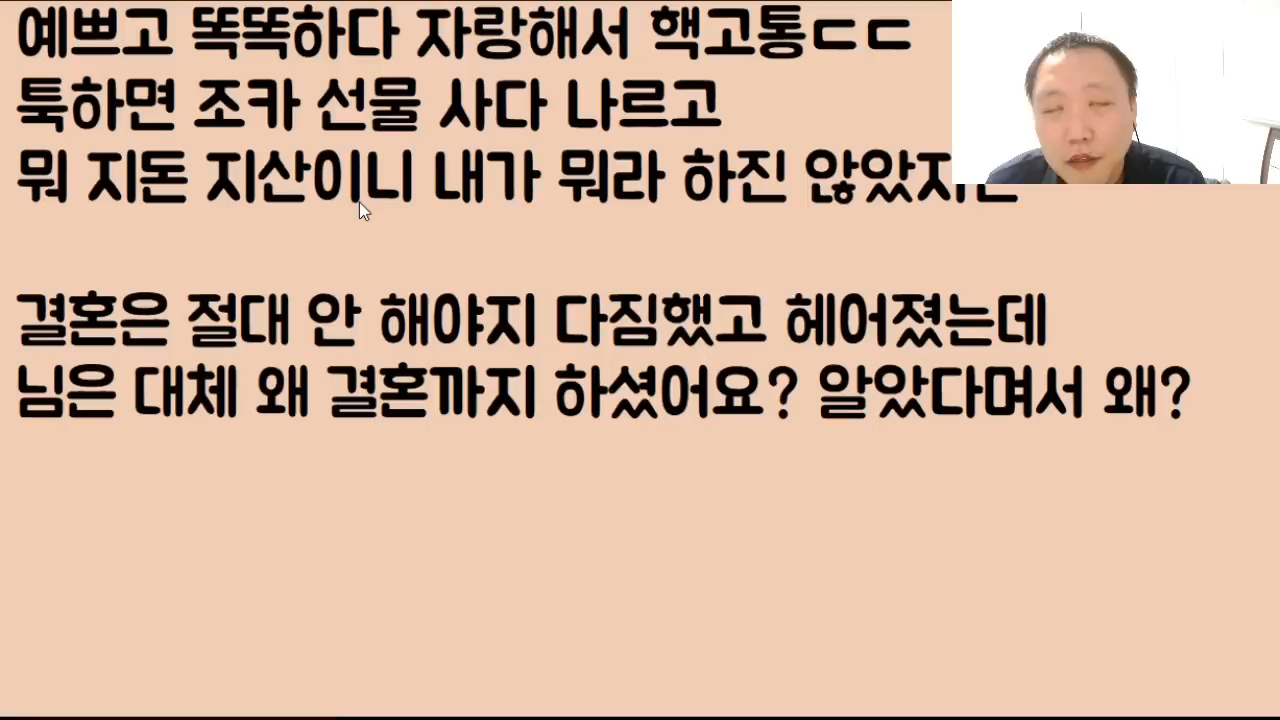 예쁘고 똑똑하다 자랑해서 핵고통ㄷㄷ
툭하면 조카 선물 사다 나르고
뭐 지돈 지산이니 내가 뭐라 하진
결혼은 절대 안 해야지 다짐했고 헤어졌는데
님은 대체 왜 결혼까지 하셨어요? 알았다며서 왜?